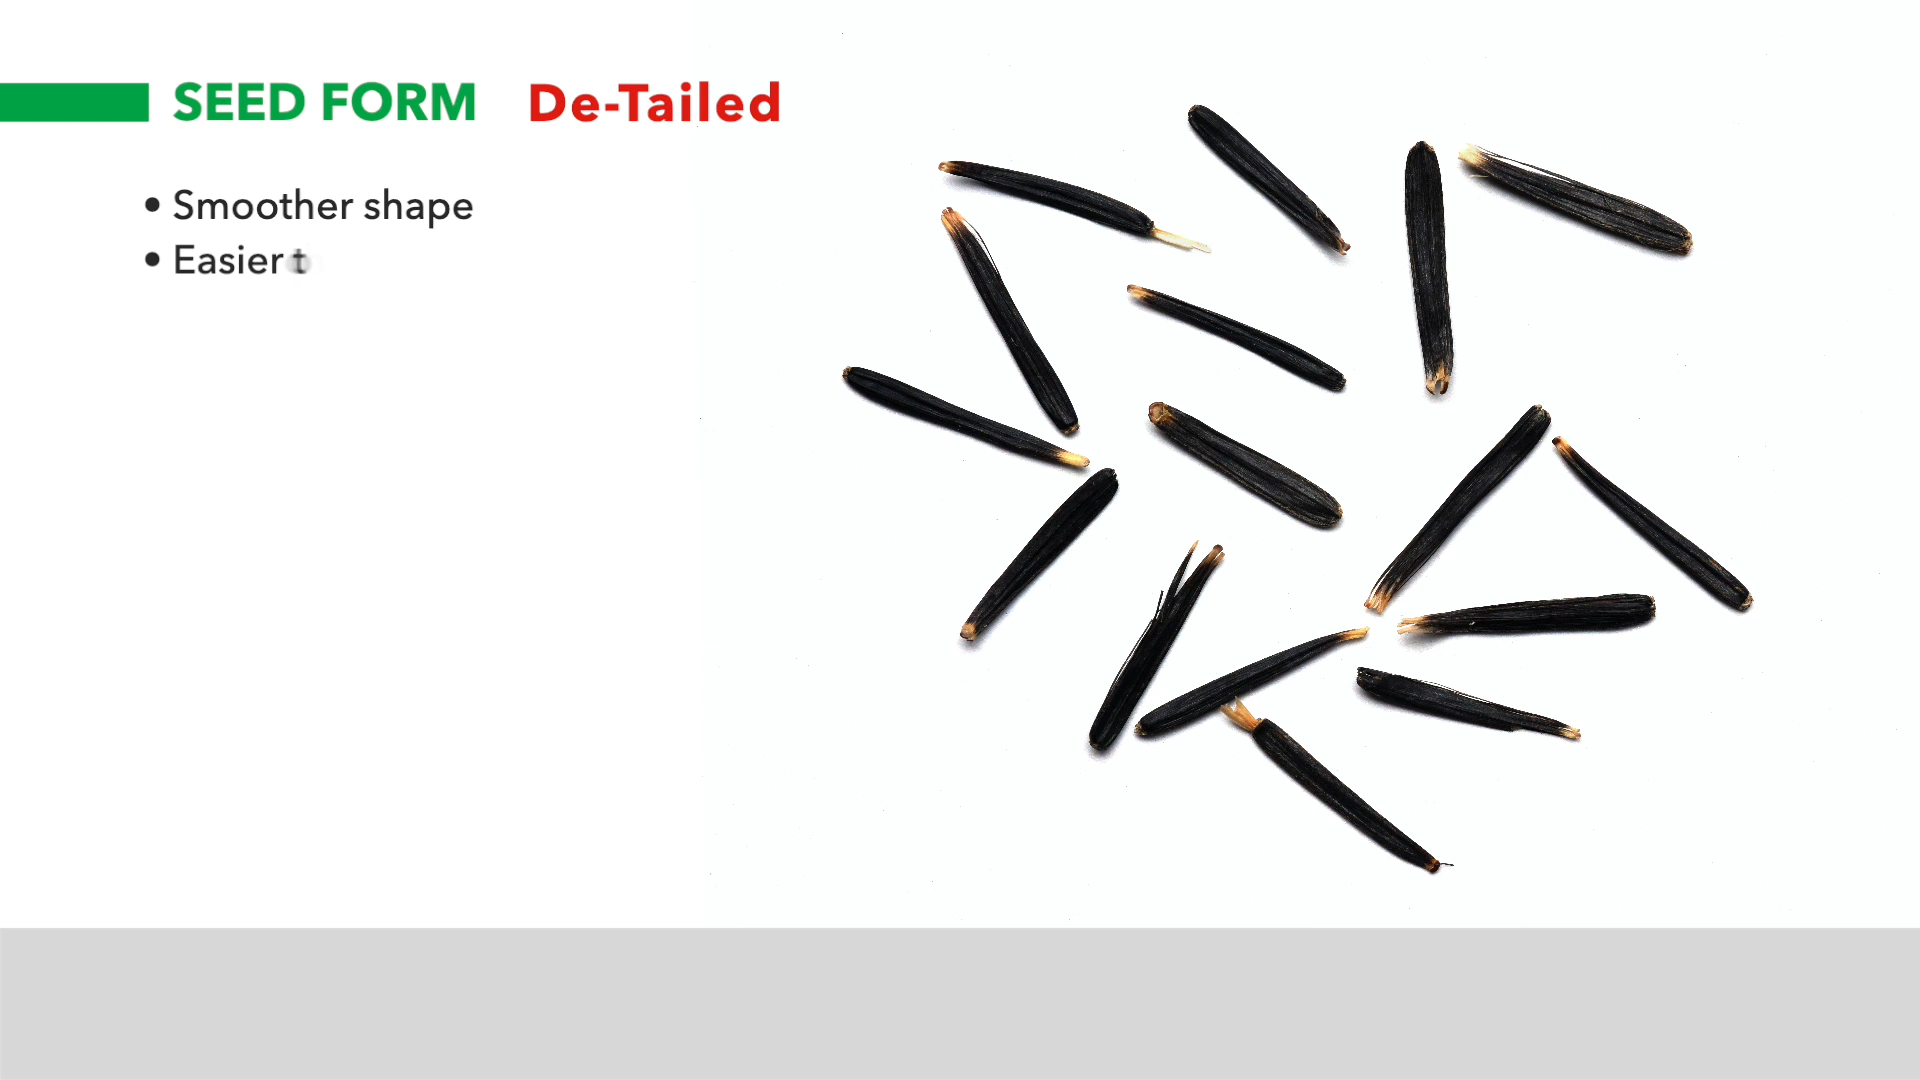 SEED FORM De-Tailed
• Smoother shape
• Easier